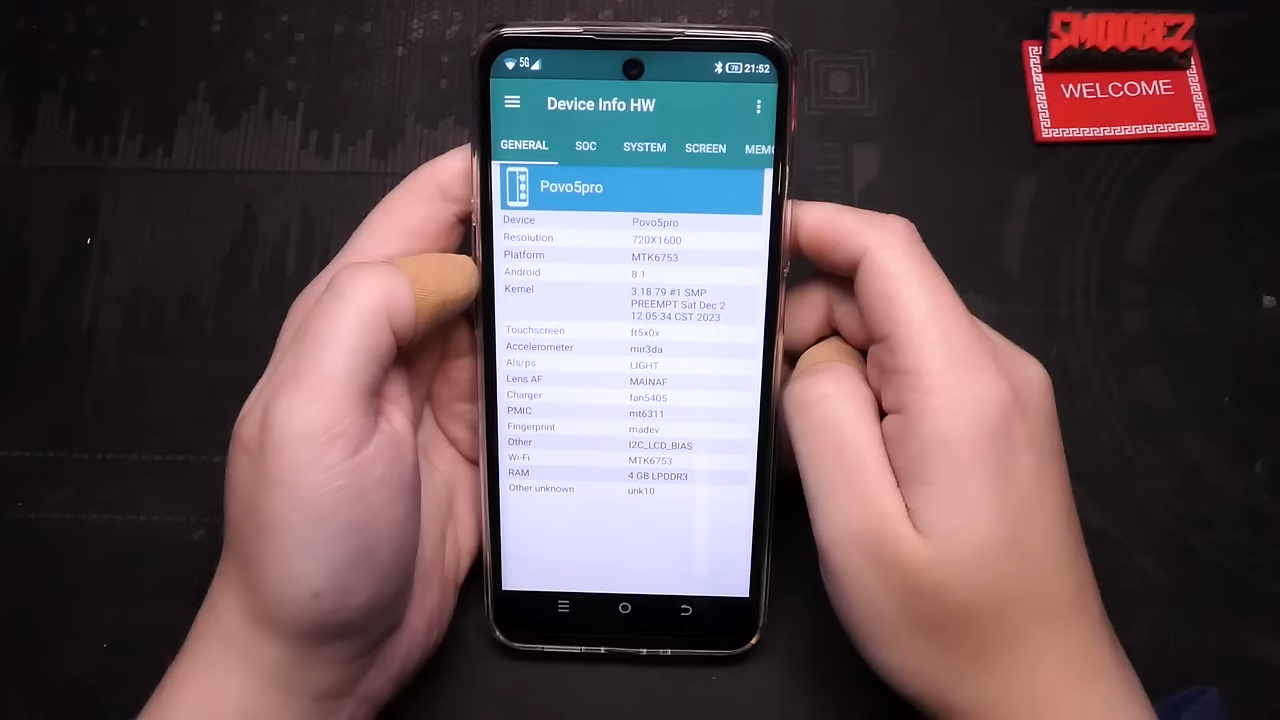 SMOOBEZ
WELCOME
5G 78 21:52
Device Info HW
GENERAL SOC SYSTEM SCREEN MEMO
Povo5pro
Device Povo5pro
Resolution 720X1600
Platform MTK6753
Android 8.1
Kernel 3.18.79 #1 SMP
PREEMPT Sat Dec 2
12:05:34 CST 2023
Touchscreen ft5x0x
Accelerometer mir3da
Als/ps LIGHT
Lens AF MAINAF
Charger fan5405
PMIC mt6311
Fingerprint madev
Other I2C_LCD_BIAS
Wi-Fi MTK6753
RAM 4 GB LPDDR3
Other unknown unk10